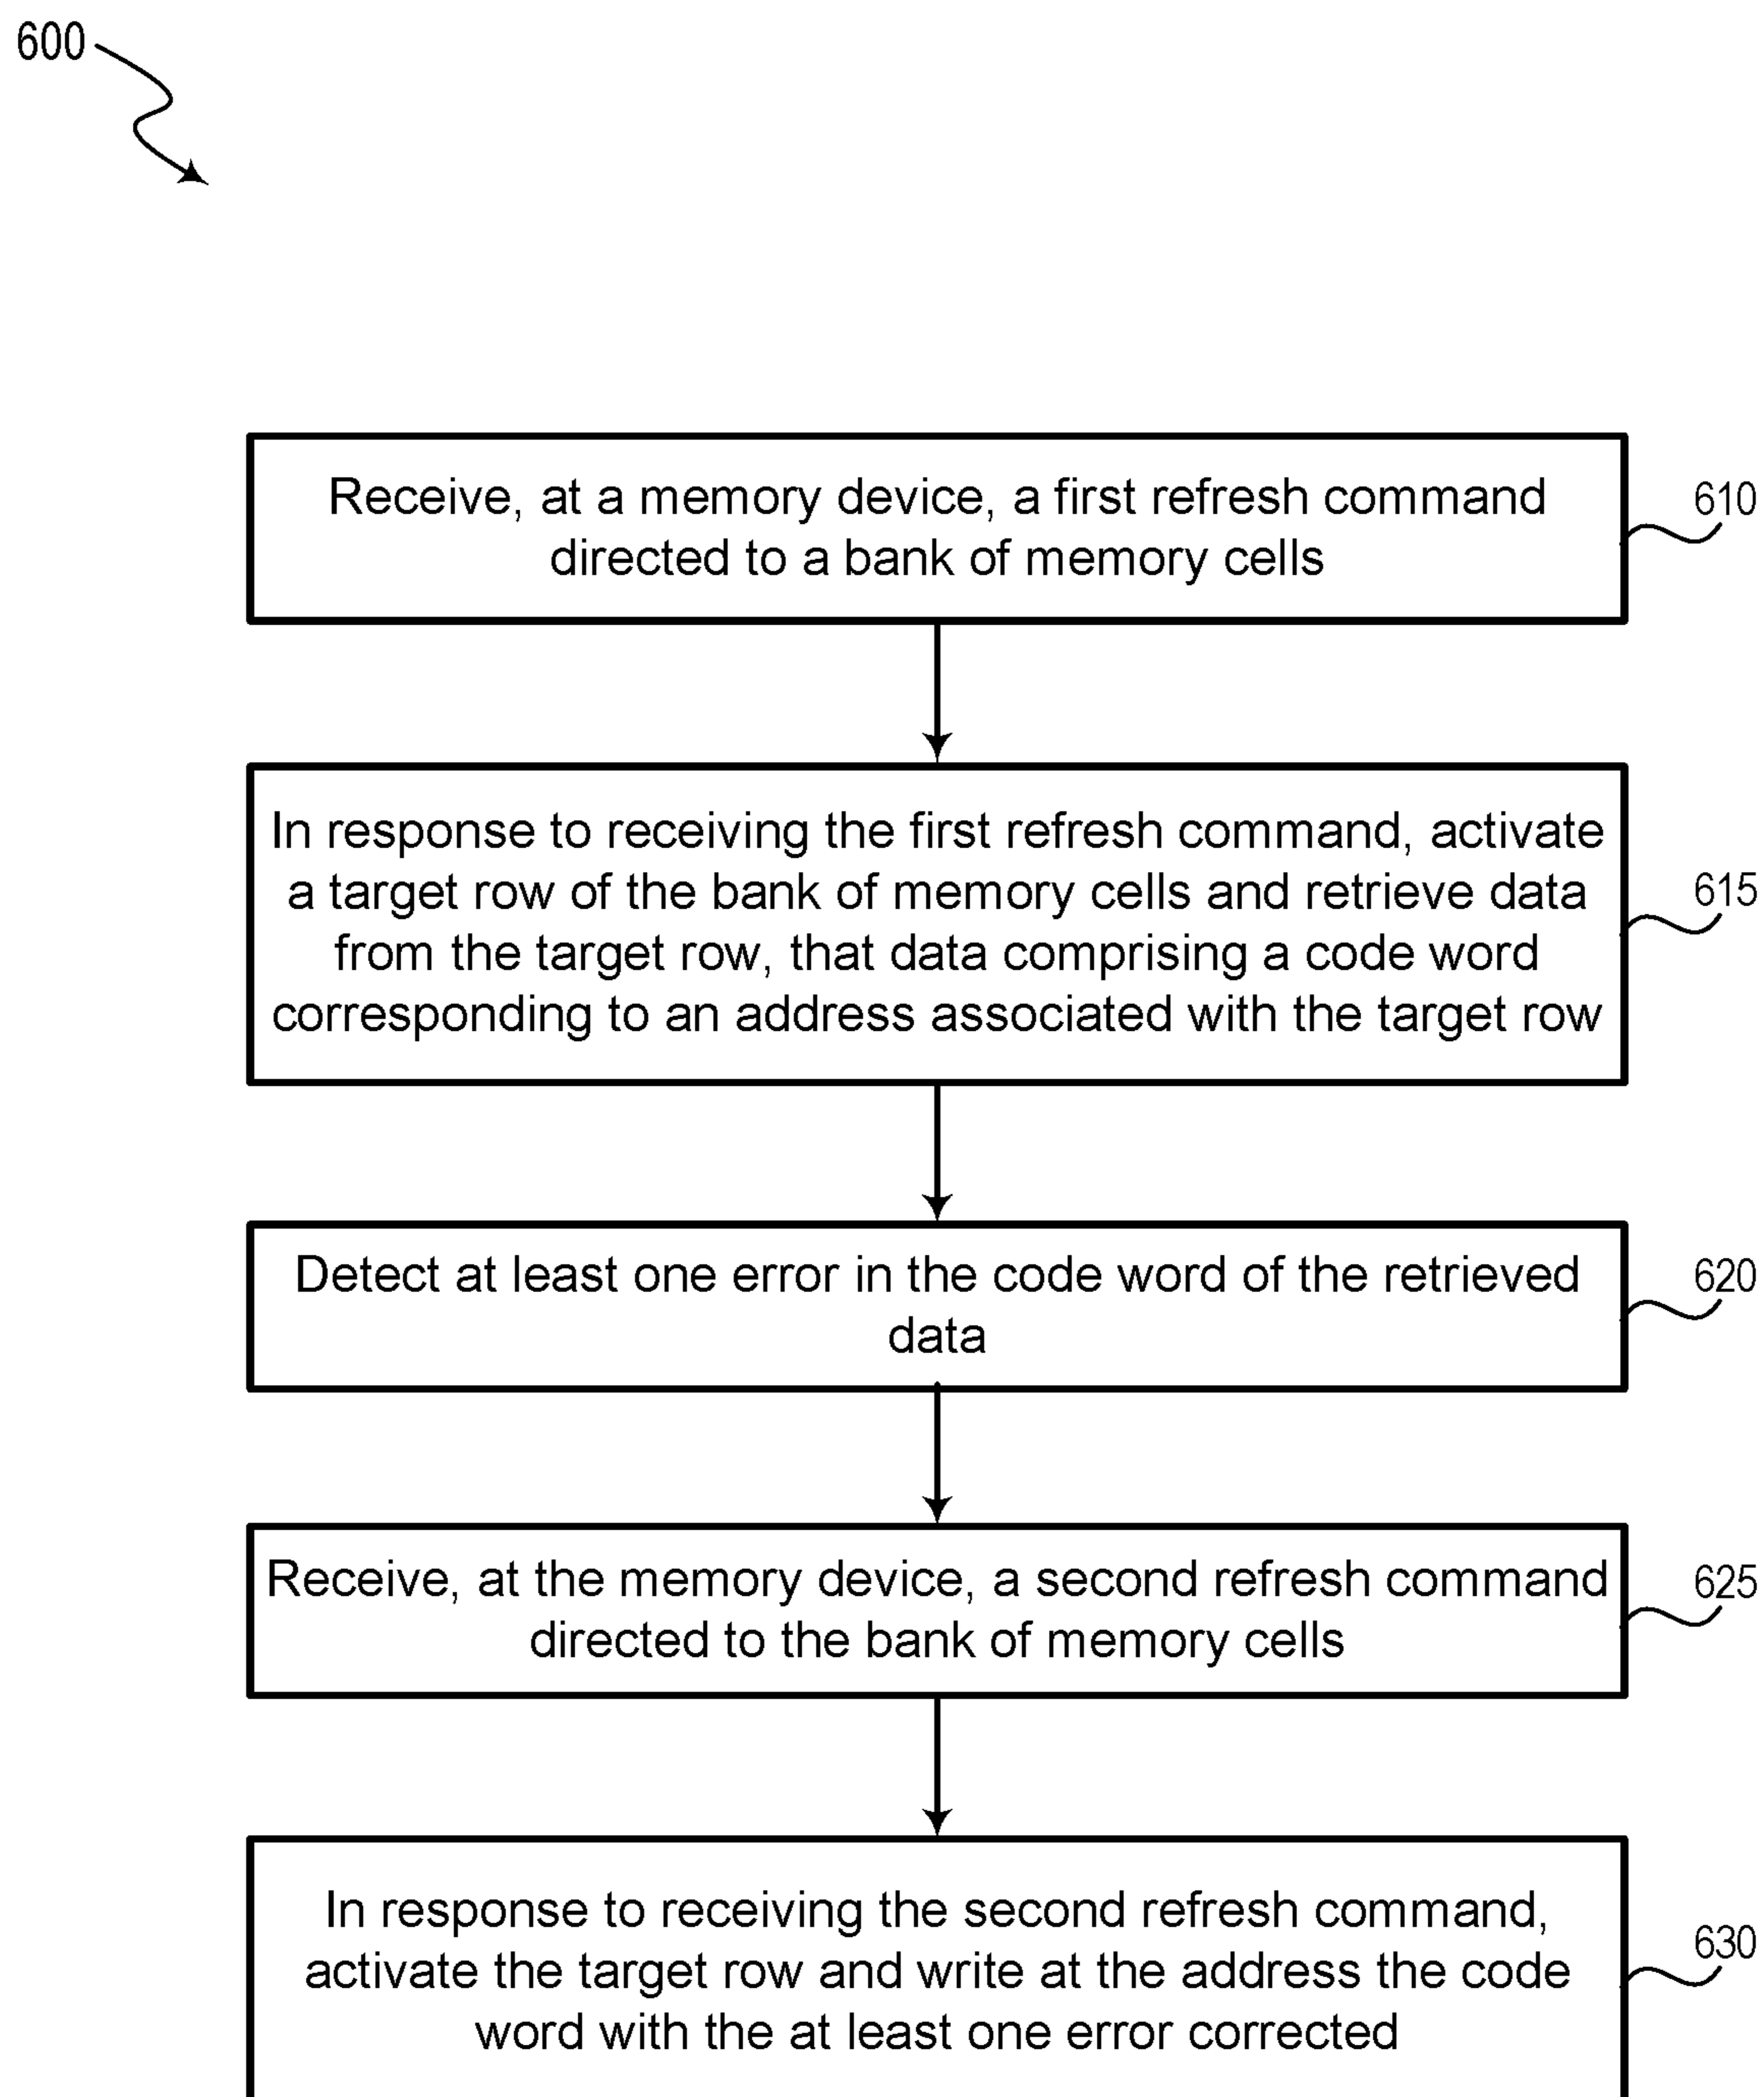 600
Receive, at a memory device, a first refresh command
directed to a bank of memory cells
610
In response to receiving the first refresh command, activate
a target row of the bank of memory cells and retrieve data
from the target row, that data comprising a code word
corresponding to an address associated with the target row
615
Detect at least one error in the code word of the retrieved
data
620
Receive, at the memory device, a second refresh command
directed to the bank of memory cells
625
In response to receiving the second refresh command,
activate the target row and write at the address the code
word with the at least one error corrected
630